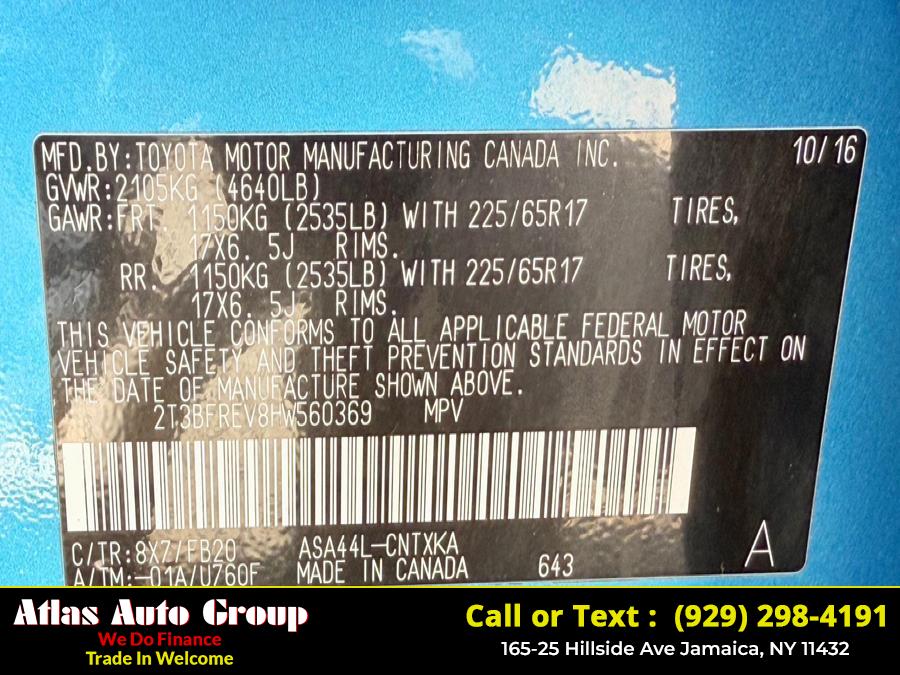 MFD.BY:TOYOTA MOTOR MANUFACTURING CANADA INC. 10/16
GVWR:2105KG (4640LB)
GAWR:FRT. 1150KG (2535LB) WITH 225/65R17 TIRES,
17X6. 5J RIMS.
RR. 1150KG (2535LB) WITH 225/65R17 TIRES,
17X6. 5J RIMS.
THIS VEHICLE CONFORMS TO ALL APPLICABLE FEDERAL MOTOR
VEHICLE SAFETY AND THEFT PREVENTION STANDARDS IN EFFECT ON
THE DATE OF MANUFACTURE SHOWN ABOVE.
2T3BFREV8HW560369 MPV
C/TR:8X7/FB20 ASA44L-CNTXKA A
A/TM:-01A/U760F MADE IN CANADA 643
Atlas Auto Group
We Do Finance
Trade In Welcome
Call or Text : (929) 298-4191
165-25 Hillside Ave Jamaica, NY 11432